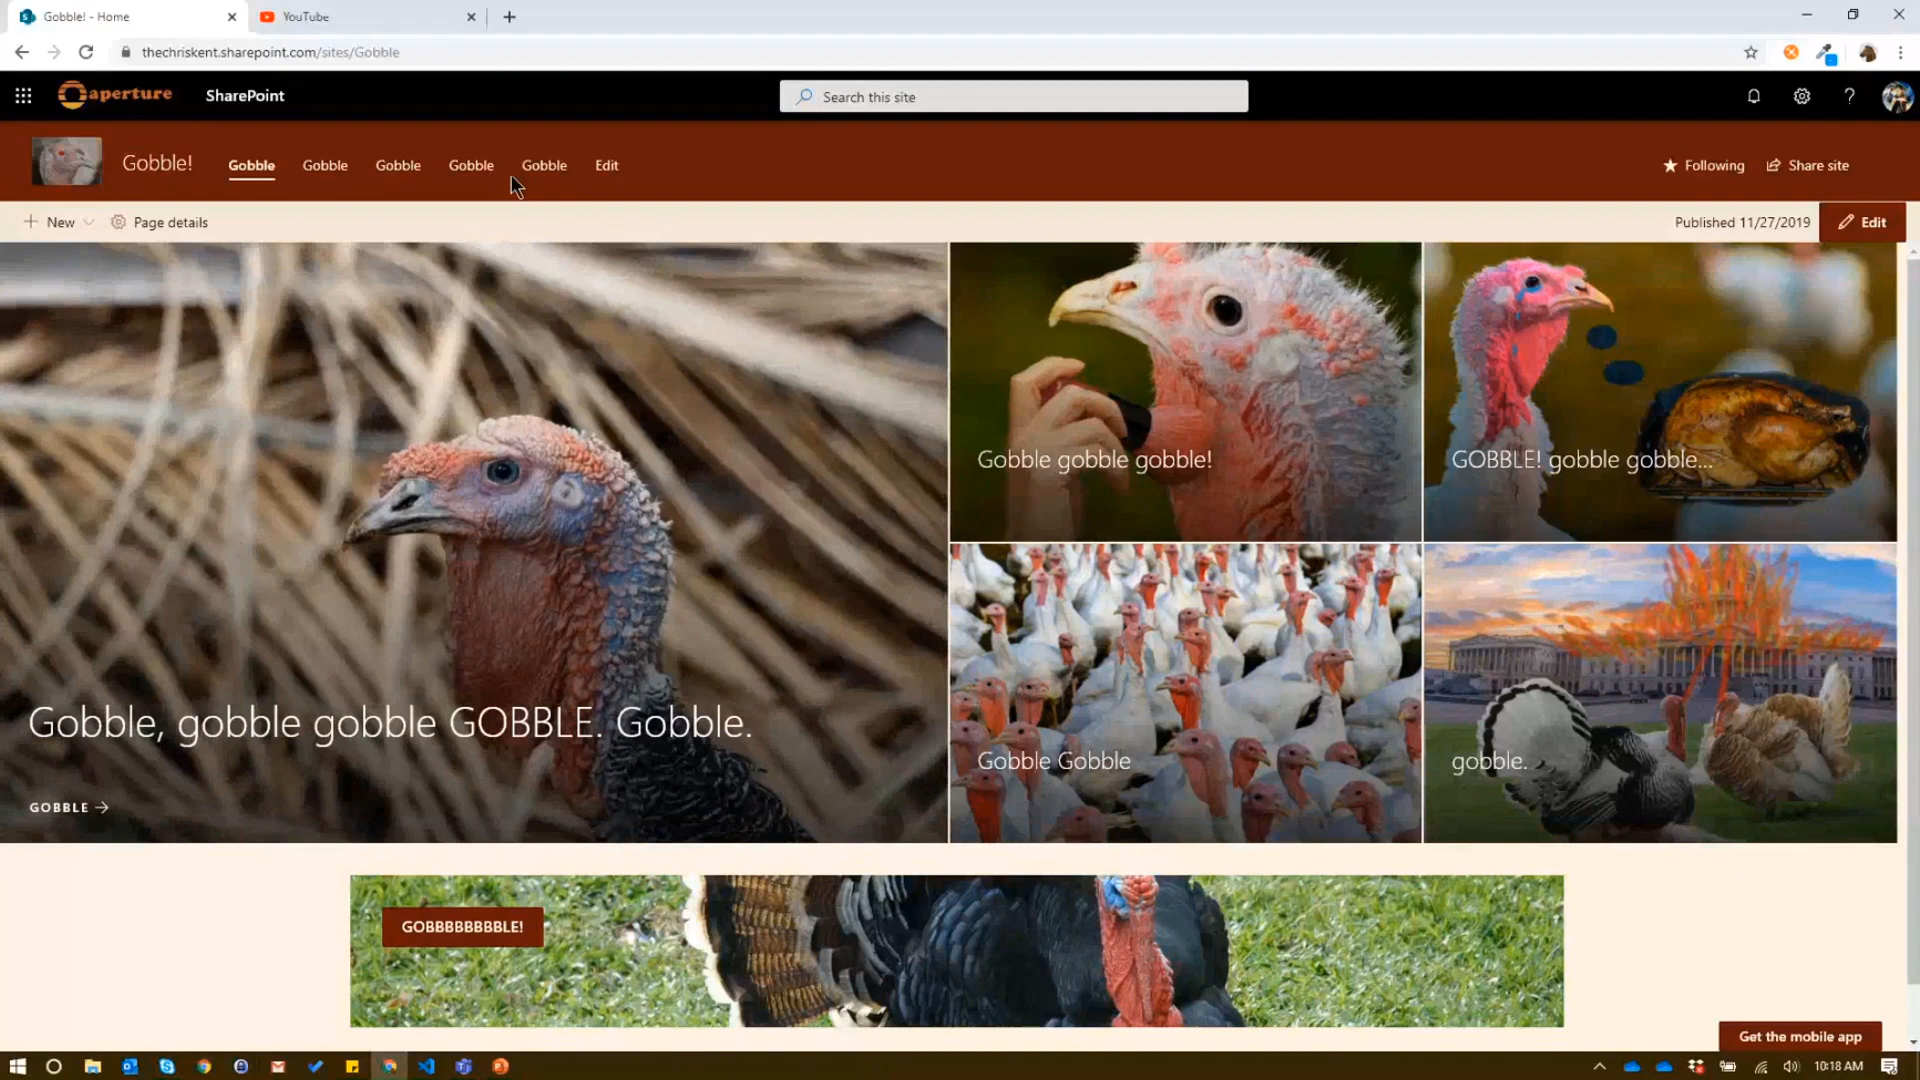 Gobble! - Home
YouTube
thechriskent.sharepoint.com/sites/Gobble
aperture
SharePoint
Search this site
Gobble!
Gobble
Gobble
Gobble
Gobble
Gobble
Edit
Following
Share site
New
Page details
Published 11/27/2019
Edit
Gobble, gobble gobble GOBBLE. Gobble.
GOBBLE
Gobble gobble gobble!
GOBBLE! gobble gobble...
Gobble Gobble
gobble.
GOBBBBBBBBLE!
Get the mobile app
10:18 AM